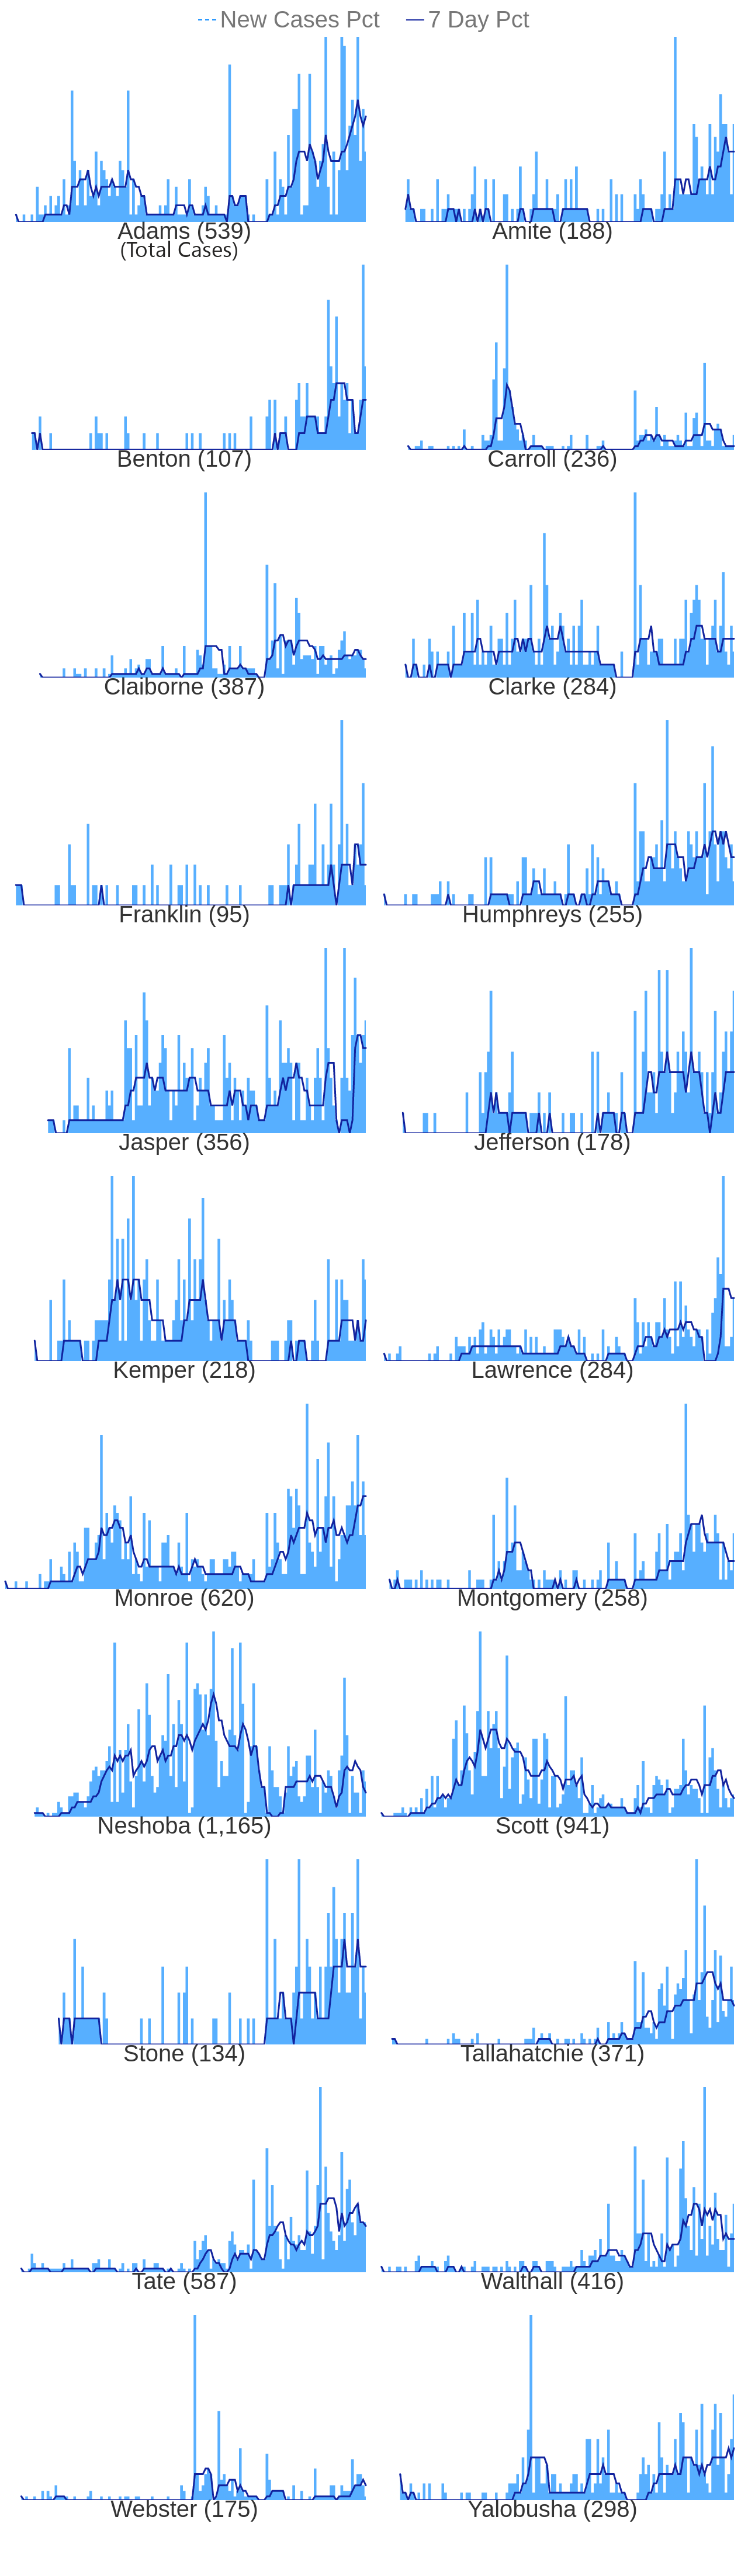 New Cases Pct 7 Day Pct
Adams (539) Amite (188)
(Total Cases)
Benton (107) Carroll (236)
Claiborne (387) Clarke (284)
Franklin (95) Humphreys (255)
Jasper (356) Jefferson (178)
Kemper (218) Lawrence (284)
Monroe (620) Montgomery (258)
Neshoba (1,165) Scott (941)
Stone (134) Tallahatchie (371)
Tate (587) Walthall (416)
Webster (175) Yalobusha (298)